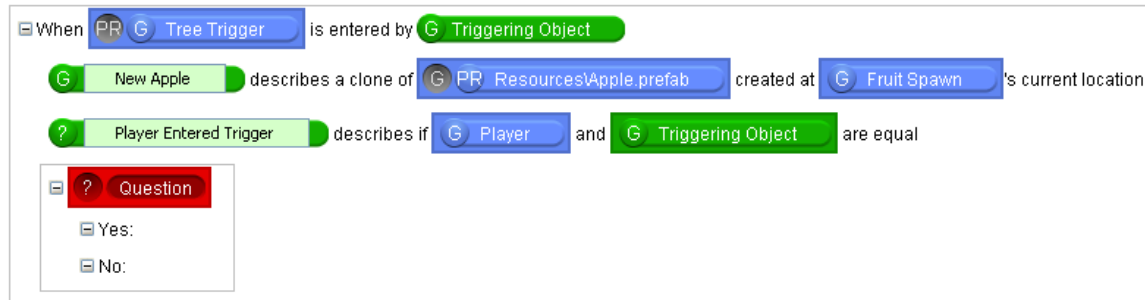 When PR G Tree Trigger is entered by G Triggering Object
G New Apple describes a clone of G PR Resources\Apple.prefab created at G Fruit Spawn 's current location
? Player Entered Trigger describes if G Player and G Triggering Object are equal
? Question
Yes:
No: